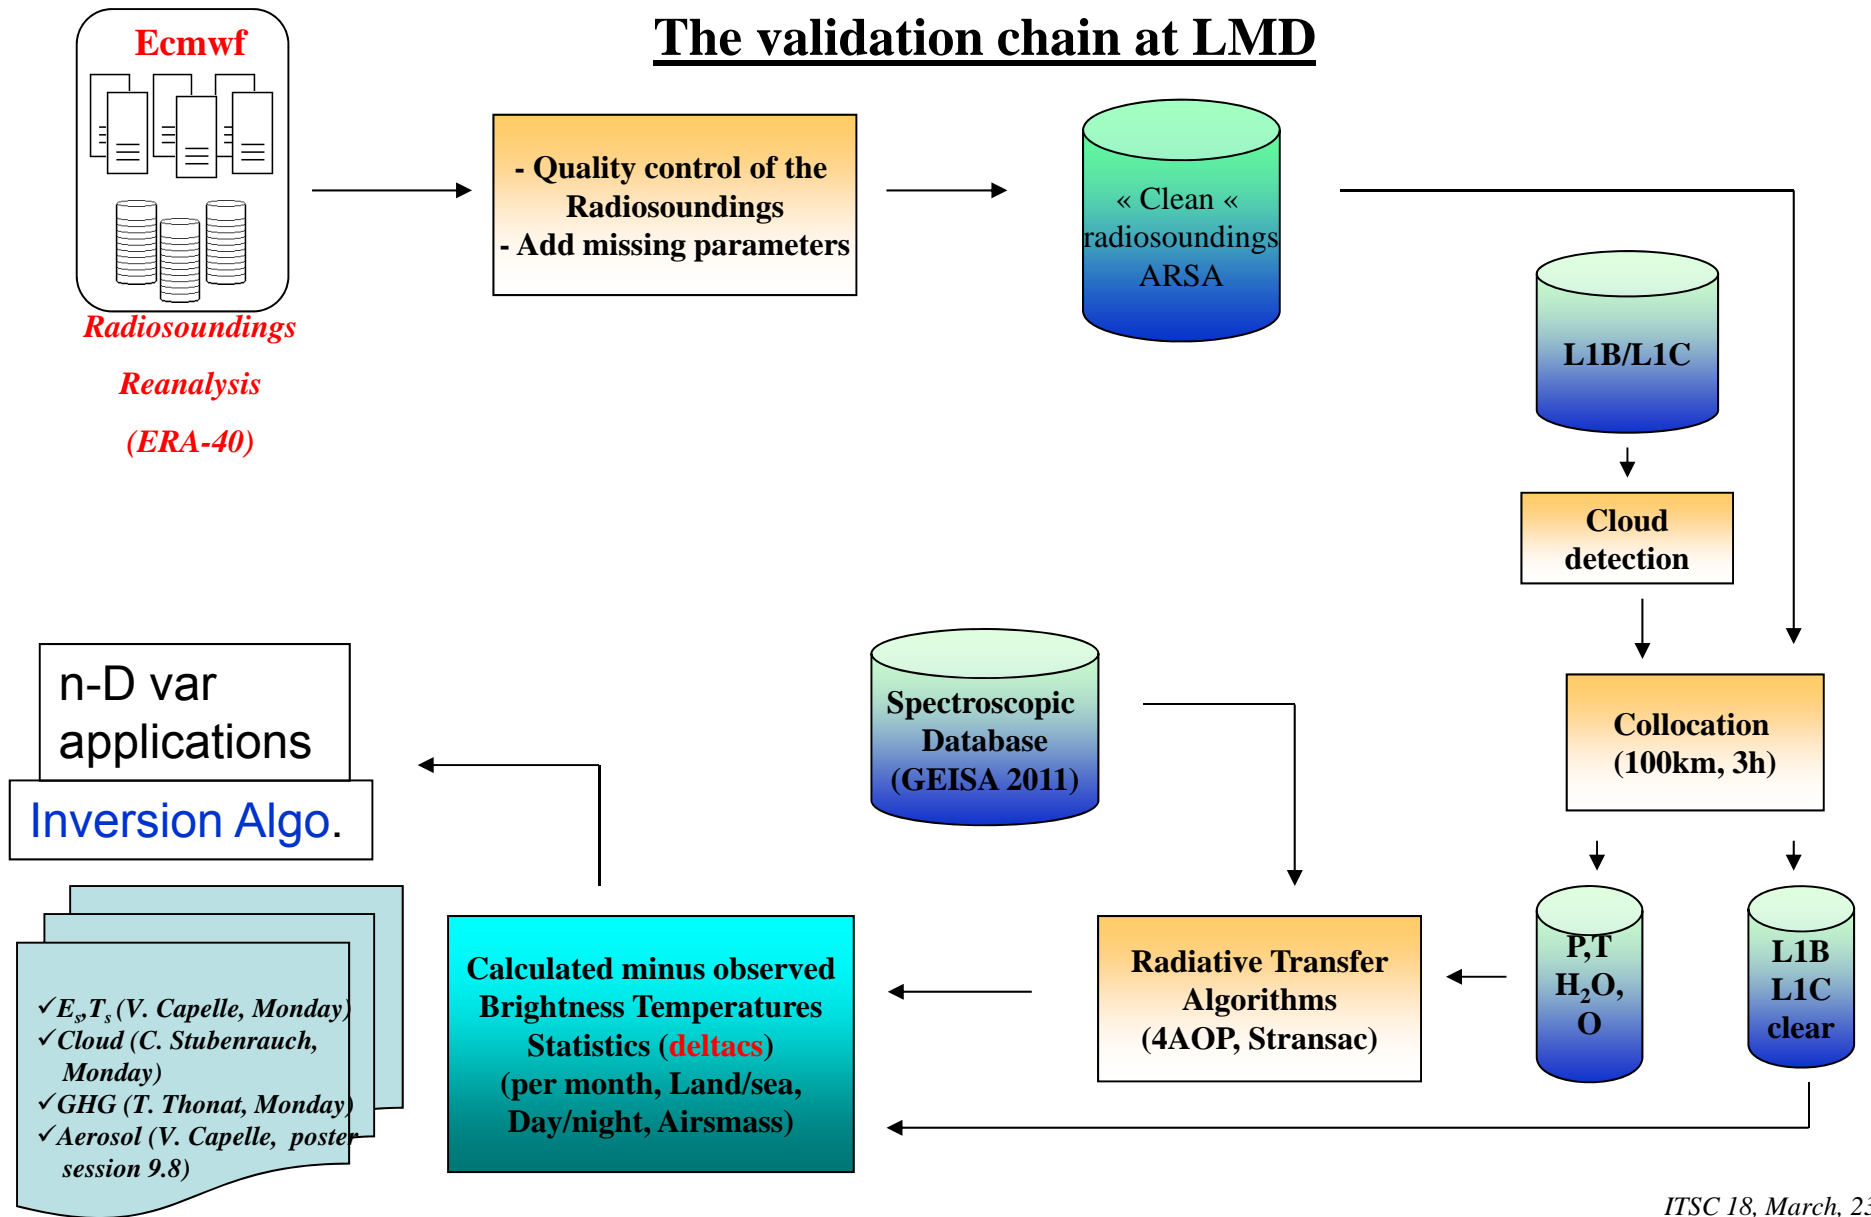 The validation chain at LMD
Ecmwf
Radiosoundings
Reanalysis
(ERA-40)
- Quality control of the
Radiosoundings
- Add missing parameters
« Clean «
radiosoundings
ARSA
L1B/L1C
Cloud
detection
Collocation
(100km, 3h)
Spectroscopic
Database
(GEISA 2011)
P,T
H₂O,
O
L1B
L1C
clear
Radiative Transfer
Algorithms
(4AOP, Stransac)
Calculated minus observed
Brightness Temperatures
Statistics (deltacs)
(per month, Land/sea,
Day/night, Airsmass)
n-D var
applications
Inversion Algo.
✓Eₛ,Tₛ (V. Capelle, Monday)
✓Cloud (C. Stubenrauch,
Monday)
✓GHG (T. Thonat, Monday)
✓Aerosol (V. Capelle, poster
session 9.8)
ITSC 18, March, 23